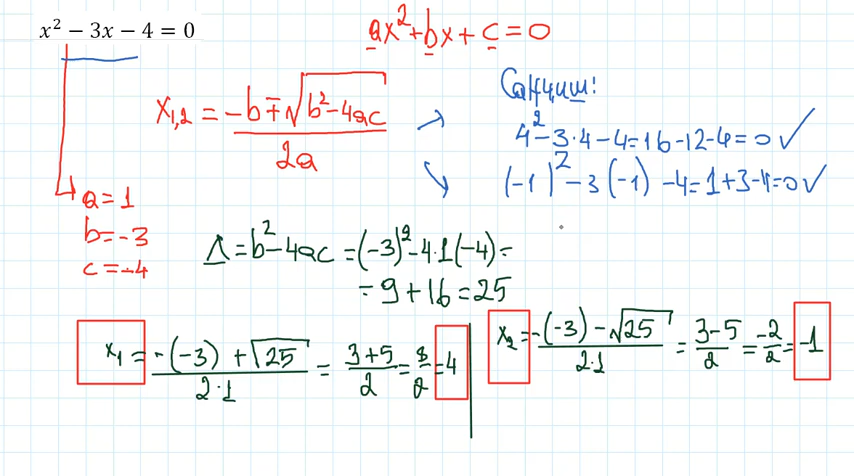 x² − 3x − 4 = 0
ax² + bx + c = 0
x₁,₂ = (−b ∓ √(b² − 4ac)) / 2a
4² − 3·4 − 4 = 16 − 12 − 4 = 0 ✓
(−1)² − 3(−1) − 4 = 1 + 3 − 4 = 0 ✓
a = 1
b = −3
c = −4
Δ = b² − 4ac = (−3)² − 4·1(−4) =
= 9 + 16 = 25
x₁ = (−(−3) + √25) / (2·1) = (3+5)/2 = 8/2 = 4
x₂ = (−(−3) − √25) / (2·1) = (3−5)/2 = −2/2 = −1